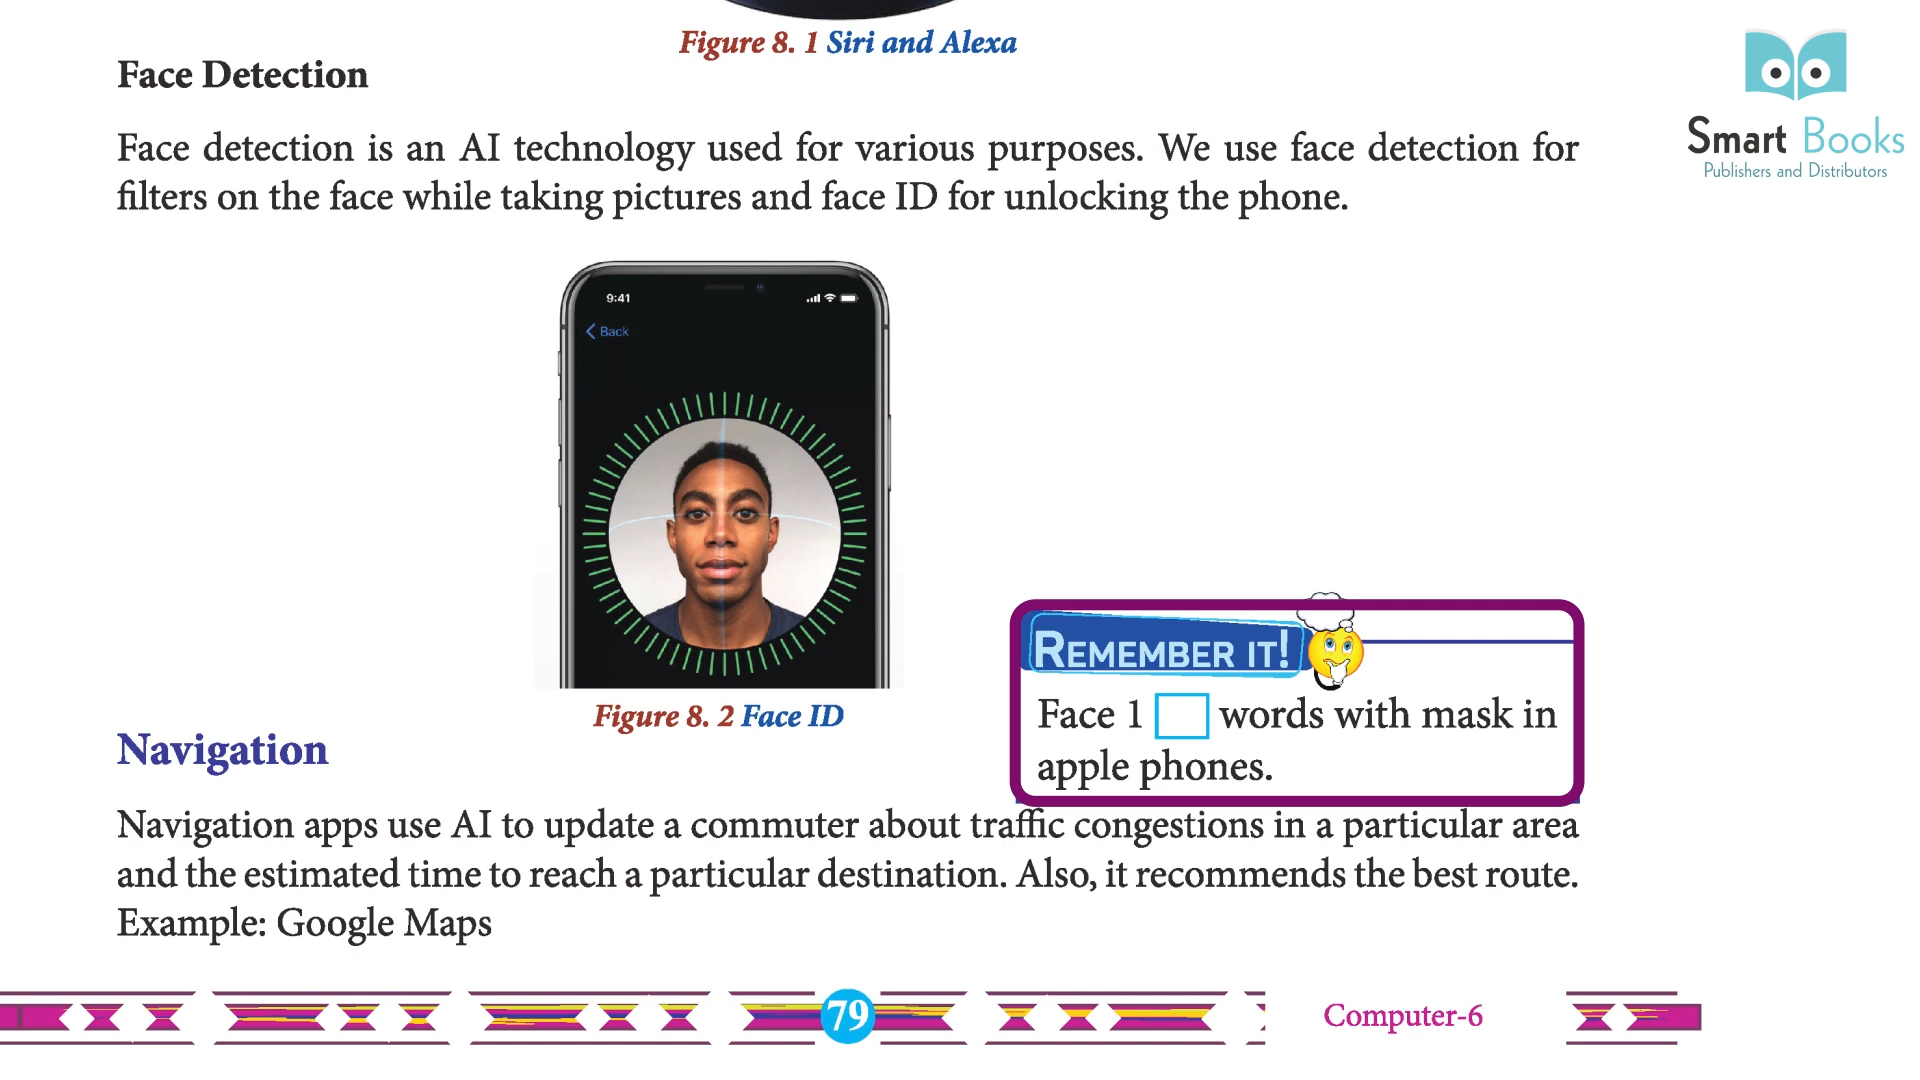 Figure 8. 1 Siri and Alexa
Face Detection
Smart Books
Publishers and Distributors
Face detection is an AI technology used for various purposes. We use face detection for
filters on the face while taking pictures and face ID for unlocking the phone.
9:41
Back
REMEMBER IT!
Face 1 words with mask in
apple phones.
Figure 8. 2 Face ID
Navigation
Navigation apps use AI to update a commuter about traffic congestions in a particular area
and the estimated time to reach a particular destination. Also, it recommends the best route.
Example: Google Maps
79
Computer-6